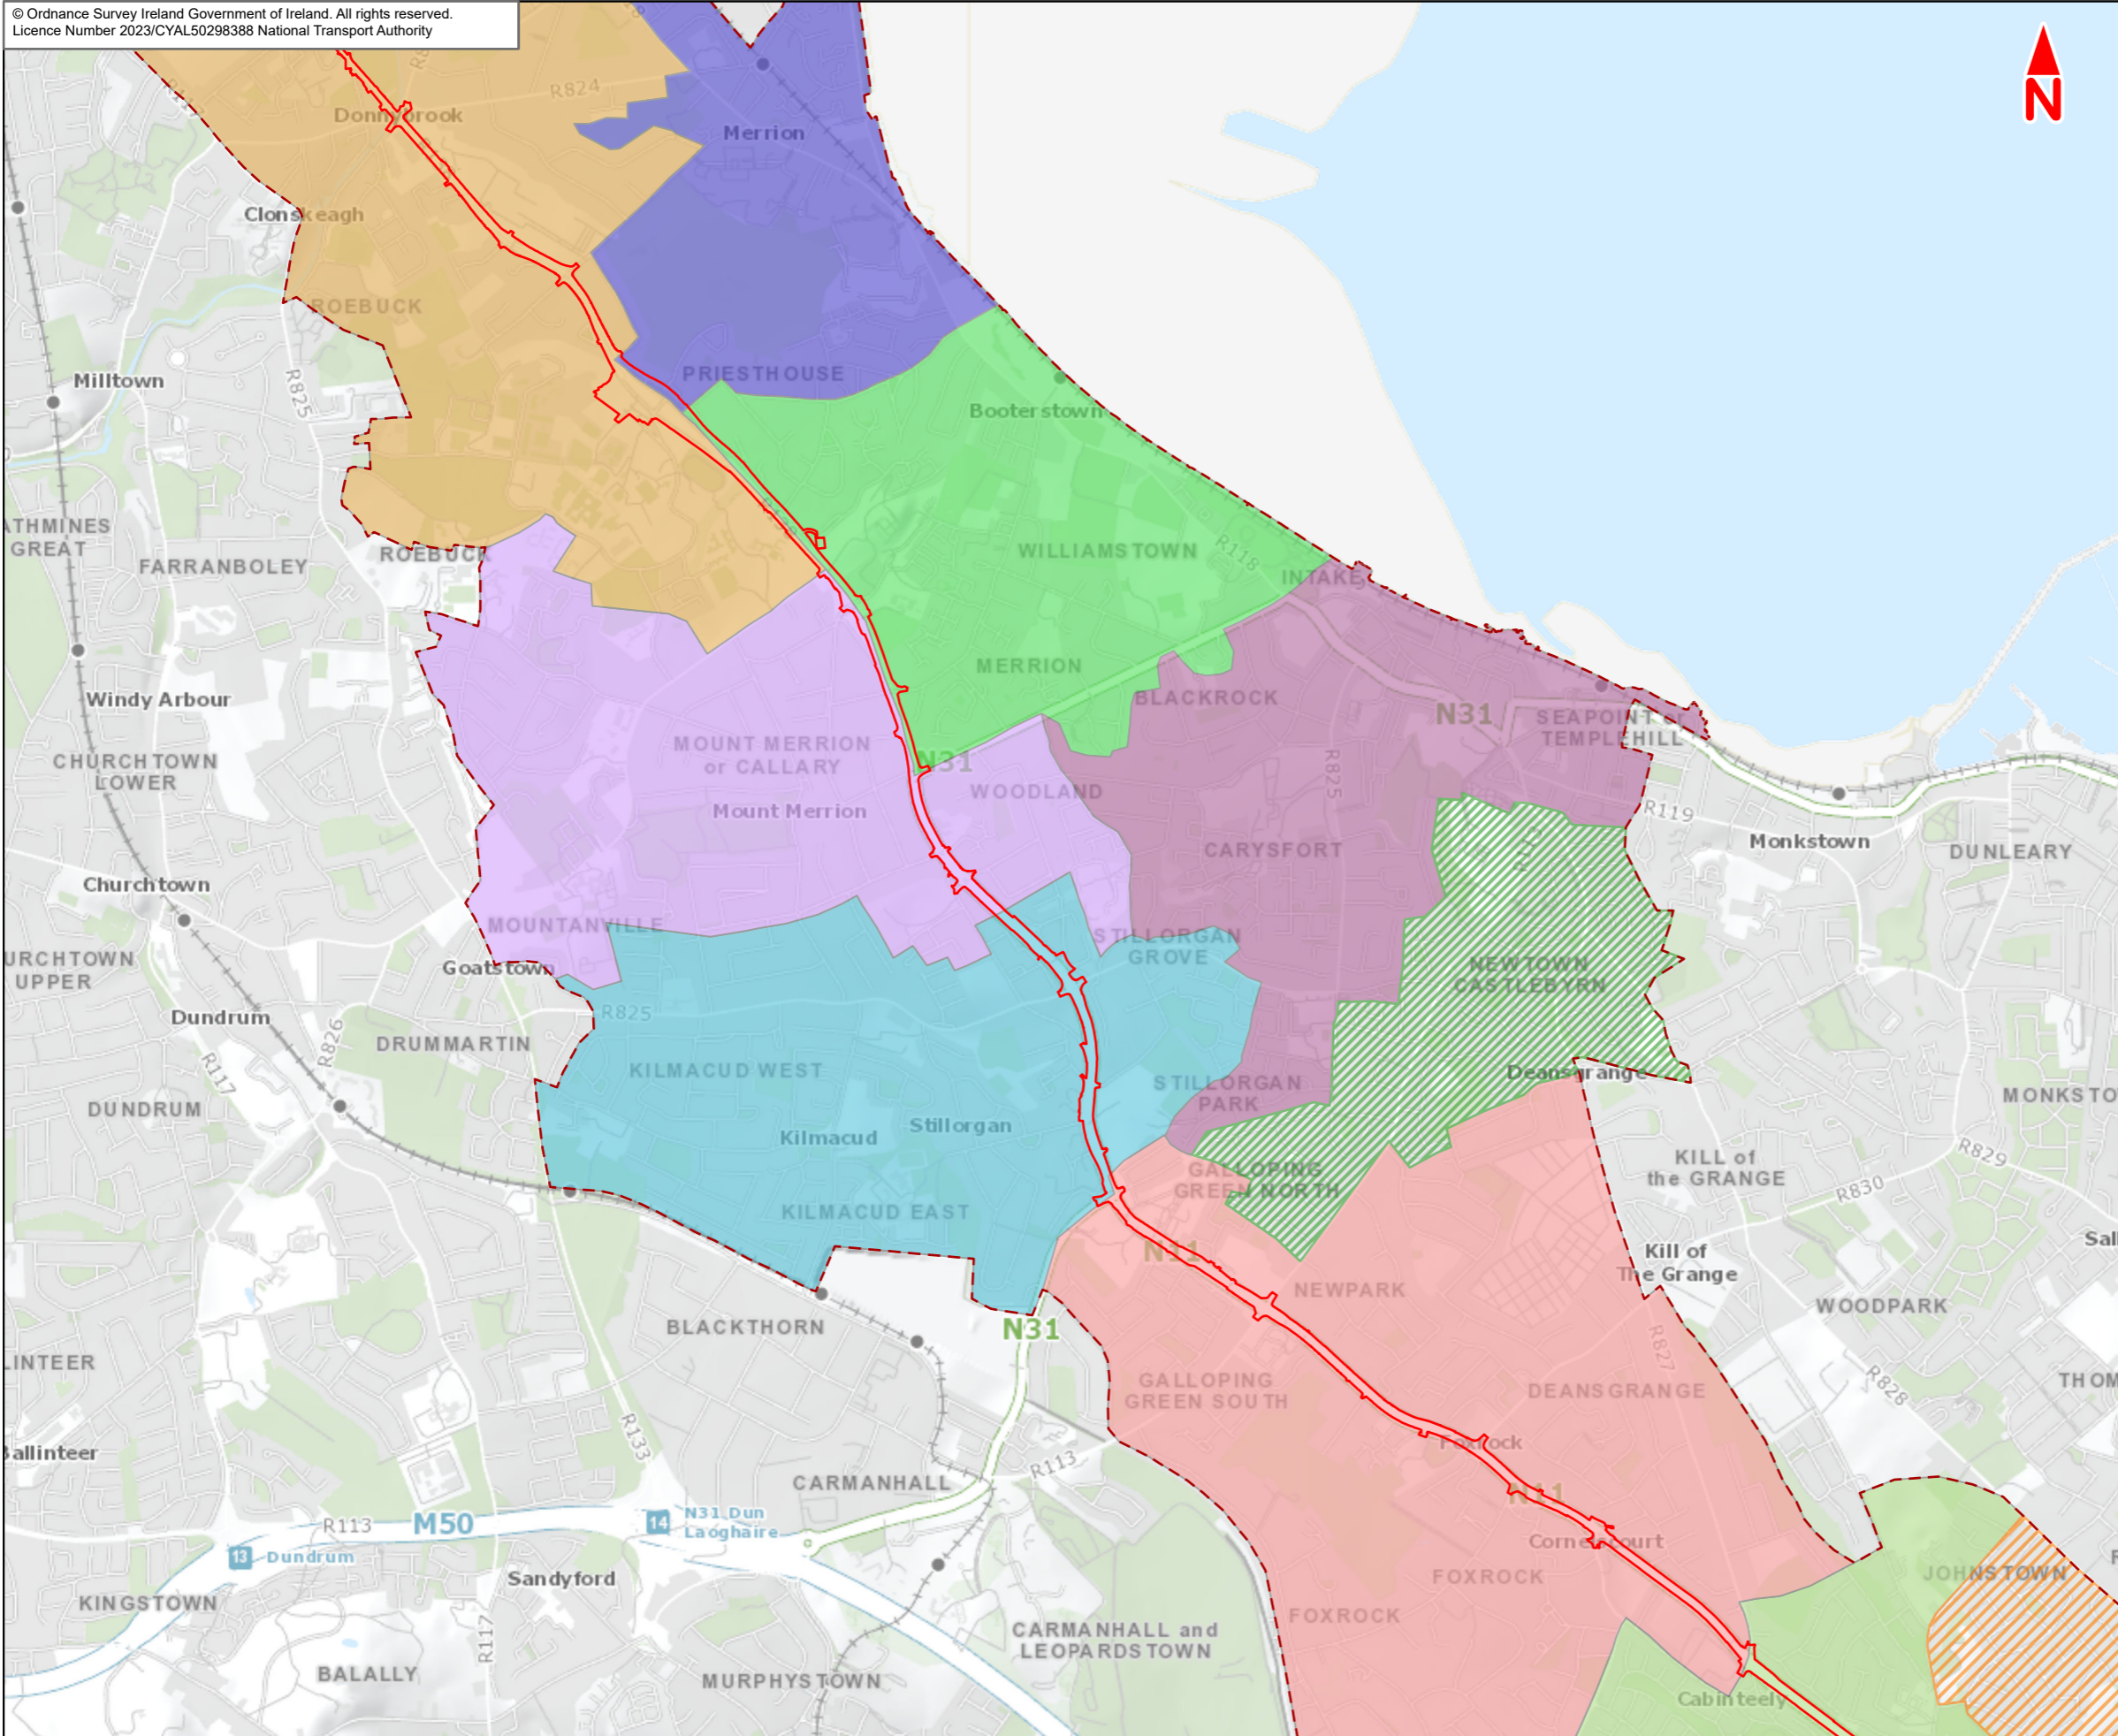 © Ordnance Survey Ireland Government of Ireland. All rights reserved.
Licence Number 2023/CYAL50298388 National Transport Authority
N
R824
Donnybrook
Merrion
Clonskeagh
ROEBUCK
PRIESTHOUSE
Milltown
R825
Booterstown
ATHMINES
GREAT
FARRANBOLEY
ROEBUCK
WILLIAMSTOWN
R118
INTAKE
MERRION
BLACKROCK
Windy Arbour
N31
SEAPOINT or
TEMPLEHILL
MOUNT MERRION
or CALLARY
N31
CHURCHTOWN
LOWER
WOODLAND
R825
Mount Merrion
R119
Monkstown
CARYSFORT
DUNLEARY
Churchtown
MOUNTANVILLE
STILLORGAN
GROVE
URCHTOWN
UPPER
Goatstown
NEWTOWN
CASTLEBYRN
R825
Dundrum
R826
DRUMMARTIN
R117
KILMACUD WEST
Deansgrange
STILLORGAN
PARK
DUNDRUM
MONKSTO
Kilmacud
Stillorgan
R829
KILL of
the GRANGE
GALLOPING
GREEN NORTH
R830
KILMACUD EAST
Sal
N11
Kill of
The Grange
NEWPARK
WOODPARK
BLACKTHORN
N31
R827
LINTEER
GALLOPING
GREEN SOUTH
DEANSGRANGE
R828
THOM
R133
Foxrock
Ballinteer
R113
CARMANHALL
N11
M50
14
N31 Dun
Laoghaire
R113
13
Dundrum
Cornelscourt
Sandyford
FOXROCK
JOHNSTOWN
KINGSTOWN
FOXROCK
R117
CARMANHALL and
LEOPARDSTOWN
BALALLY
MURPHYSTOWN
Cabinteely